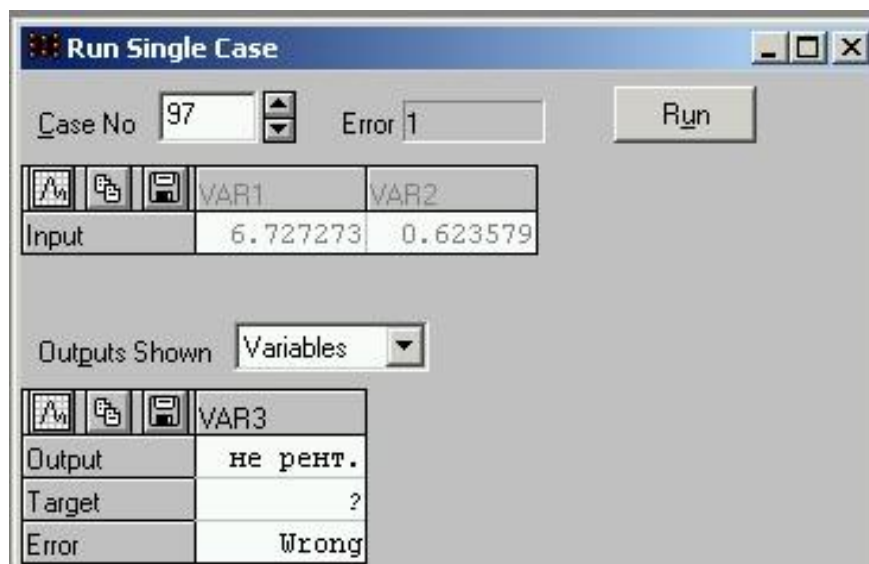 Run Single Case
Case No 97 Error 1 Run
VAR1 VAR2
Input 6.727273 0.623579
Outputs Shown Variables
VAR3
Output не рент.
Target ?
Error Wrong